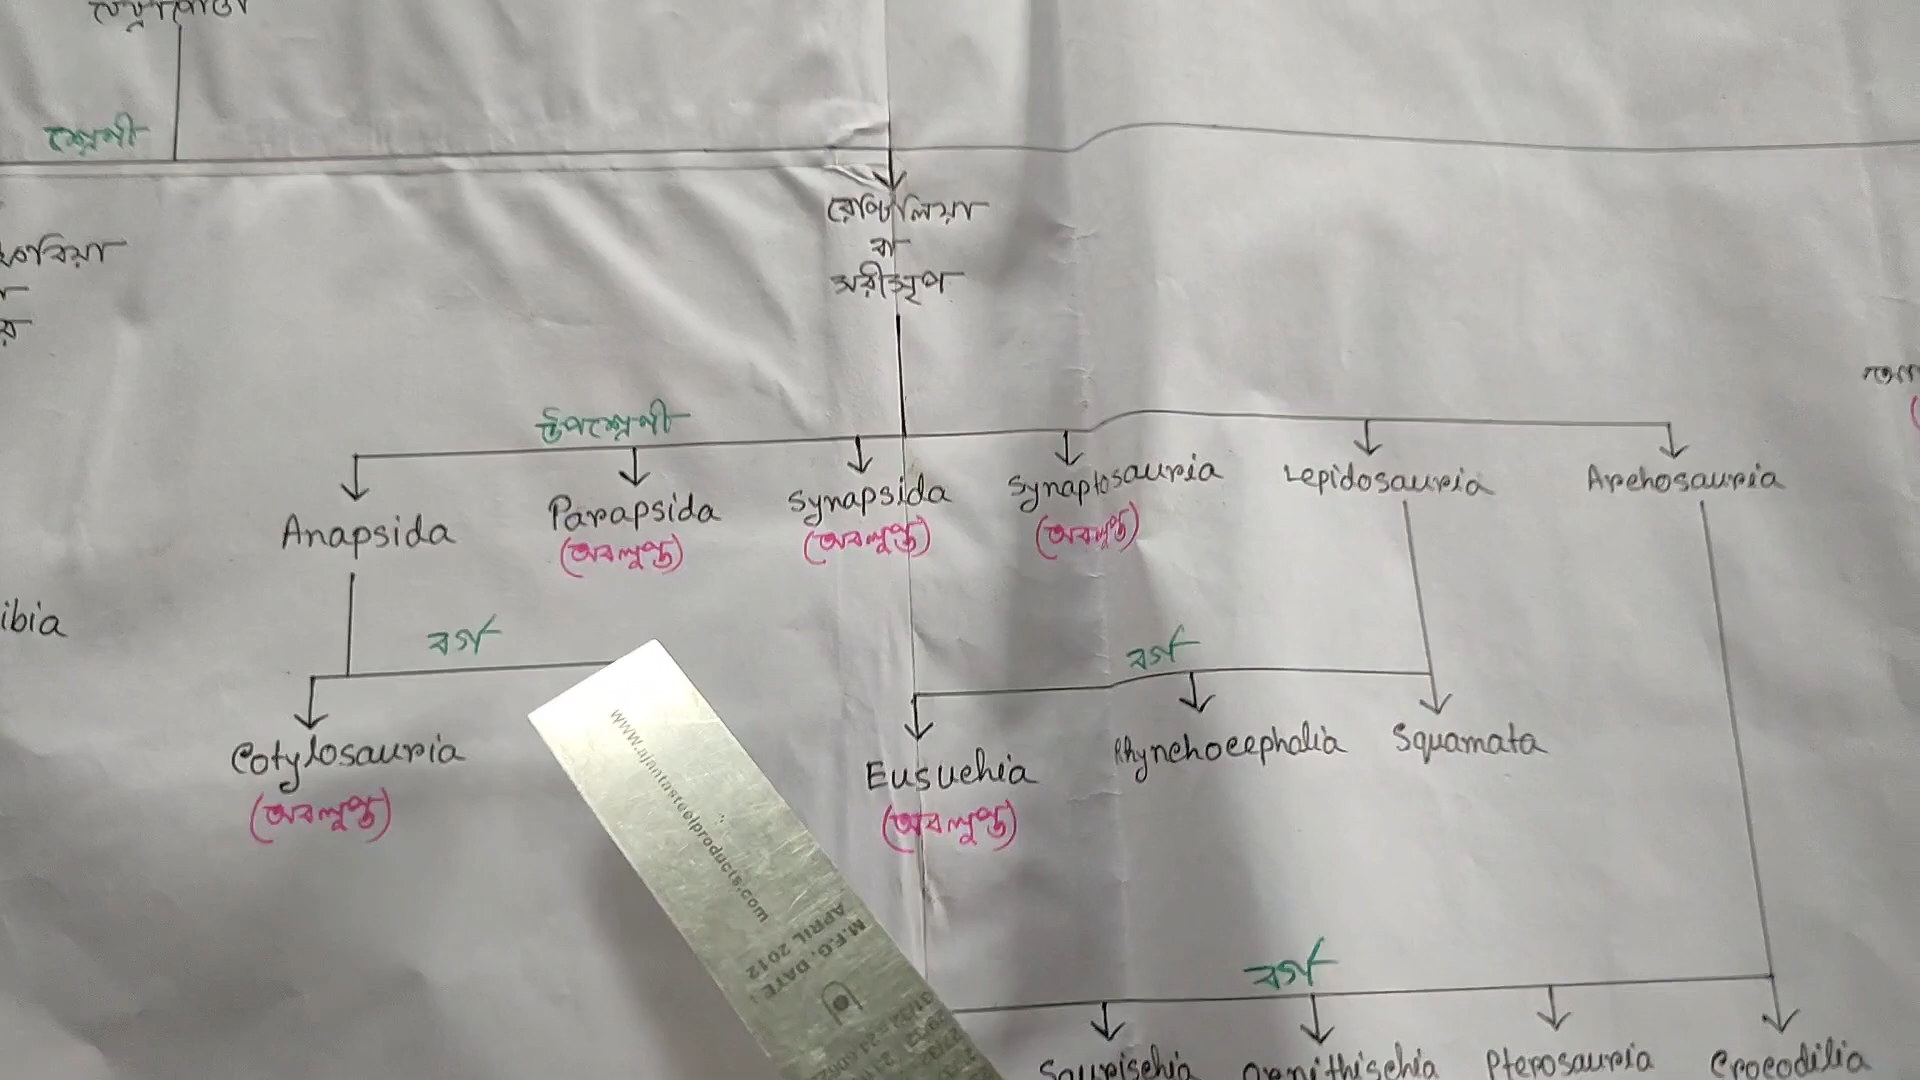 শ্রেণী
রেপ্টিলিয়া
বা
সরীসৃপ
উপশ্রেণী
Anapsida
Parapsida
(অবলুপ্ত)
Synapsida
(অবলুপ্ত)
Synaptosauria
(অবলুপ্ত)
Lepidosauria
Archosauria
ibia
বর্গ
Cotylosauria
(অবলুপ্ত)
বর্গ
Eusuchia
(অবলুপ্ত)
Rhynchocephalia
Squamata
www.ajantasteelproducts.com
M.F.G. DATE :
APRIL 2012
বর্গ
Saurischia
Ornithischia
Pterosauria
Crocodilia